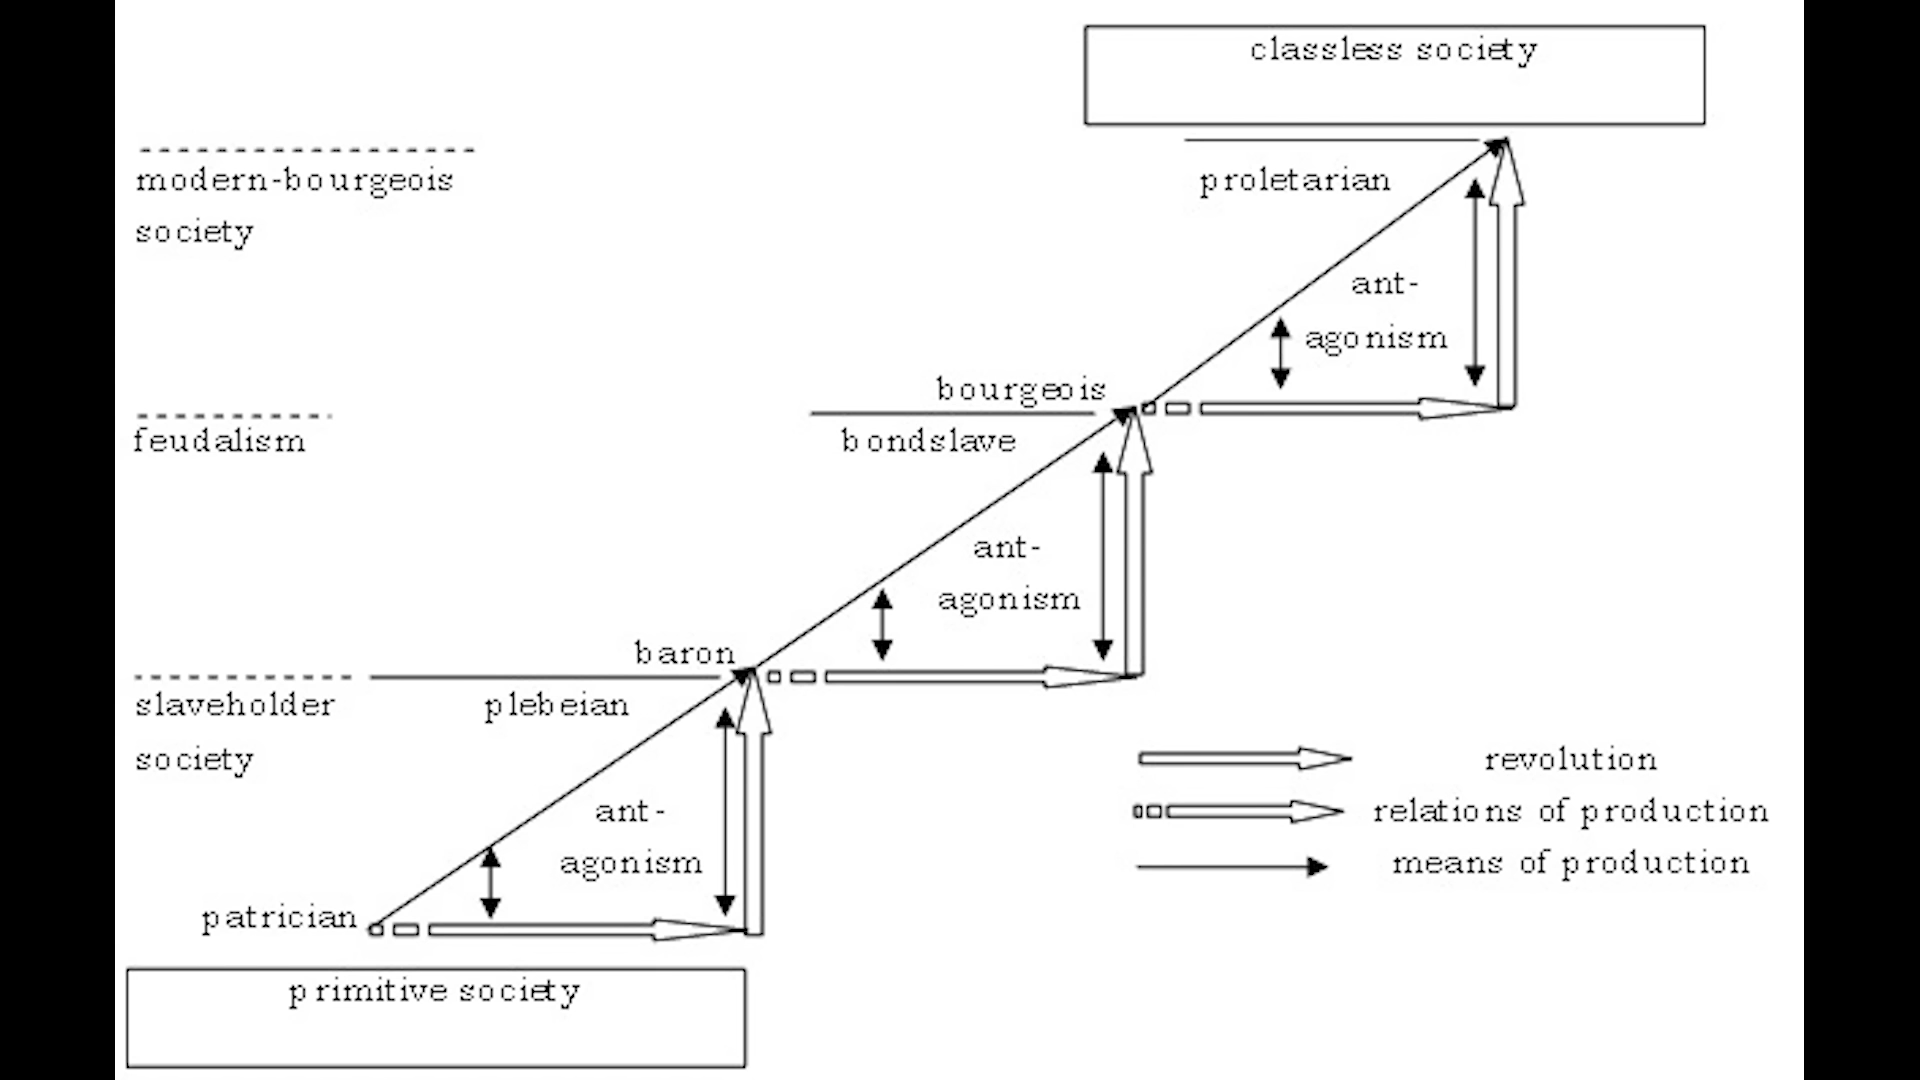 classless society
modern-bourgeois
society
proletarian
ant-
agonism
bourgeois
feudalism
bondslave
ant-
agonism
baron
slaveholder
society
plebeian
ant-
agonism
patrician
primitive society
revolution
relations of production
means of production